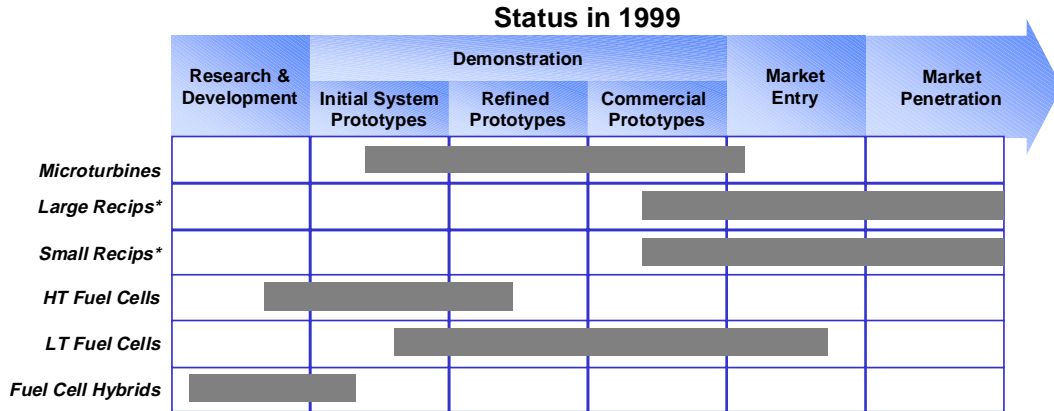 Status in 1999
Research &
Development
Demonstration
Initial System
Prototypes
Refined
Prototypes
Commercial
Prototypes
Market
Entry
Market
Penetration
Microturbines
Large Recips*
Small Recips*
HT Fuel Cells
LT Fuel Cells
Fuel Cell Hybrids